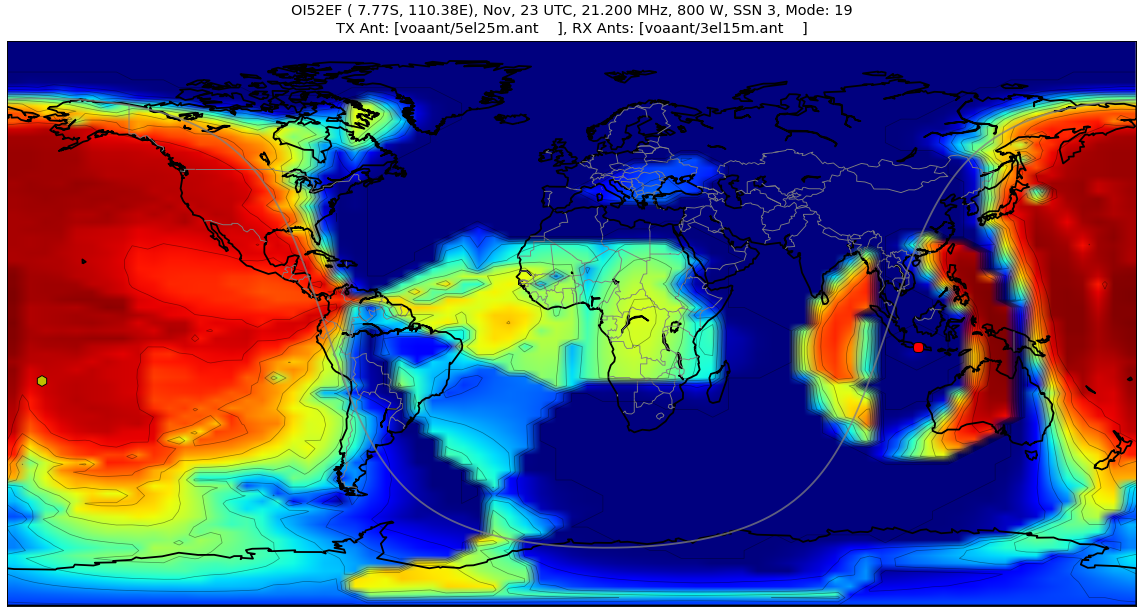 OI52EF ( 7.77S, 110.38E), Nov, 23 UTC, 21.200 MHz, 800 W, SSN 3, Mode: 19
TX Ant: [voaant/5el25m.ant    ], RX Ants: [voaant/3el15m.ant    ]